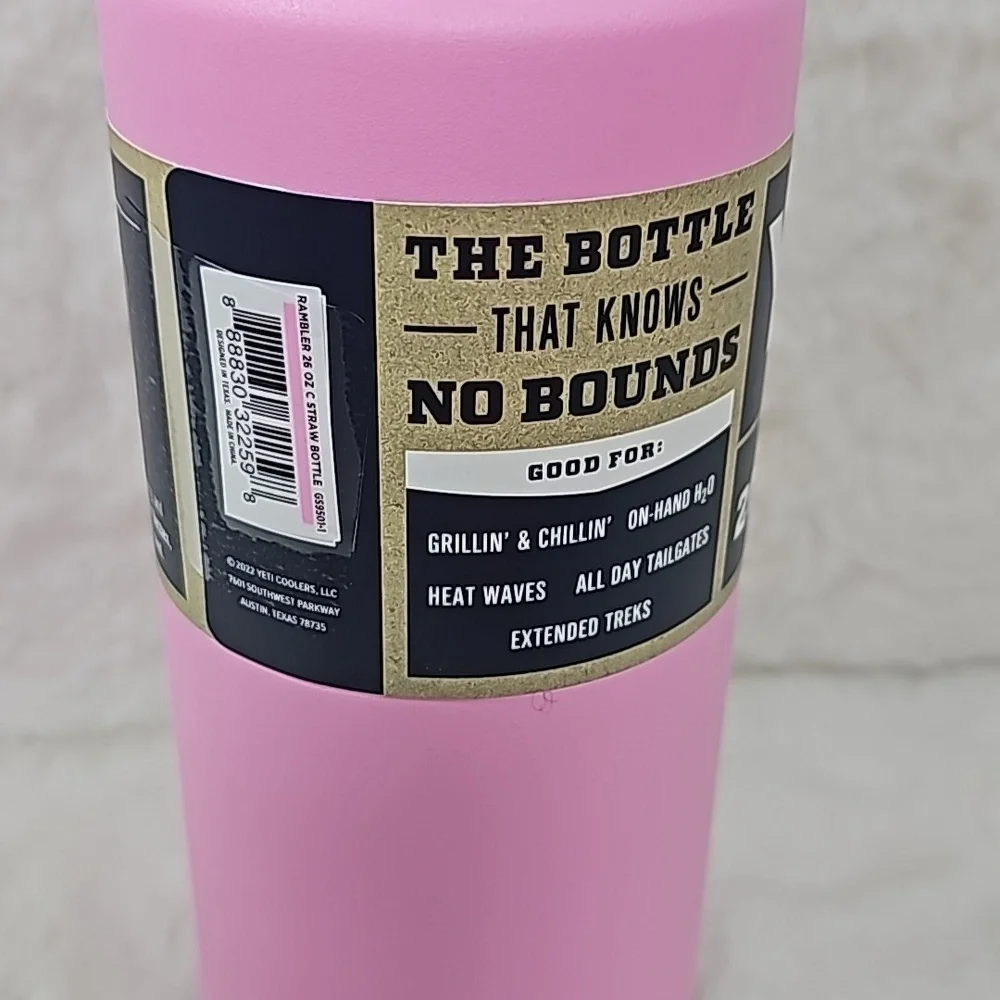 RAMBLER 26 OZ C STRAW BOTTLE GS9501-1
8 88830 32259 8
DESIGNED IN TEXAS. MADE IN CHINA.
©2022 YETI COOLERS, LLC
7601 SOUTHWEST PARKWAY
AUSTIN, TEXAS 78735
THE BOTTLE
THAT KNOWS
NO BOUNDS
GOOD FOR:
GRILLIN' & CHILLIN' ON-HAND H₂O
HEAT WAVES ALL DAY TAILGATES
EXTENDED TREKS